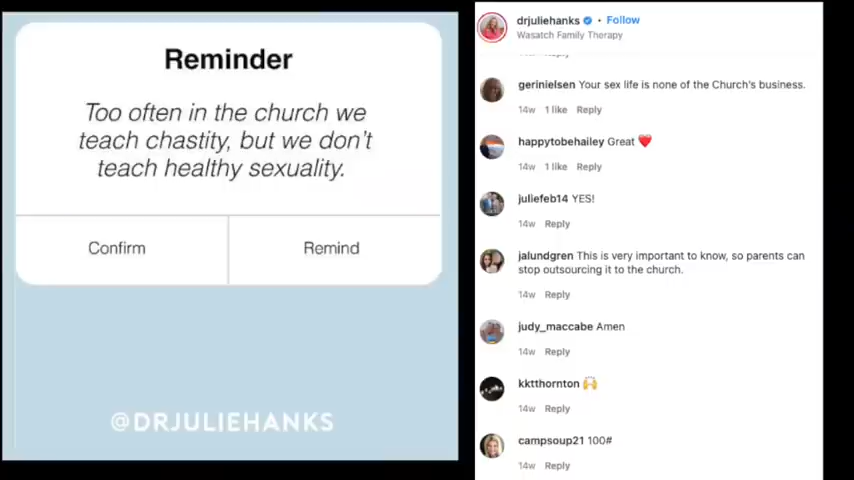 Reminder
Too often in the church we
teach chastity, but we don't
teach healthy sexuality.
Confirm
Remind
@DRJULIEHANKS
drjuliehanks • Follow
Wasatch Family Therapy
gerinielsen Your sex life is none of the Church's business.
14w 1 like Reply
happytobehailey Great ❤️
14w 1 like Reply
juliefeb14 YES!
14w Reply
jalundgren This is very important to know, so parents can
stop outsourcing it to the church.
14w Reply
judy_maccabe Amen
14w Reply
kktthornton 🙌
14w Reply
campsoup21 100#
14w Reply